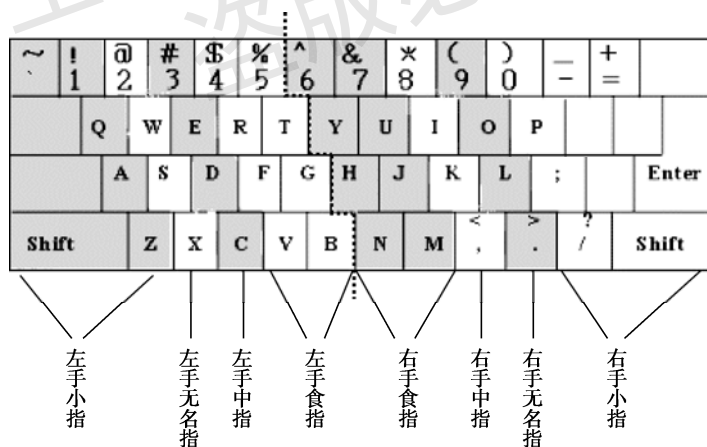 ~ ! @ # $ % ^ & * ( ) _ +
` 1 2 3 4 5 6 7 8 9 0 - =
Q W E R T Y U I O P
A S D F G H J K L ; Enter
< > ?
Shift Z X C V B N M , . / Shift
左手小指 左手无名指 左手中指 左手食指 右手食指 右手中指 右手无名指 右手小指